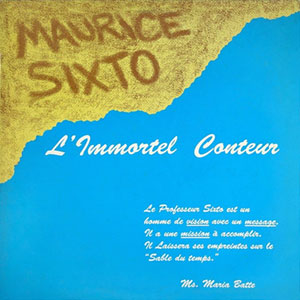 MAURICE
SIXTO
L'Immortel Conteur
Le Professeur Sixto est un
homme de vision avec un message.
Il a une mission à accomplir.
Il Laissera ses empreintes sur le
"Sable du temps."
Ms. Maria Batte